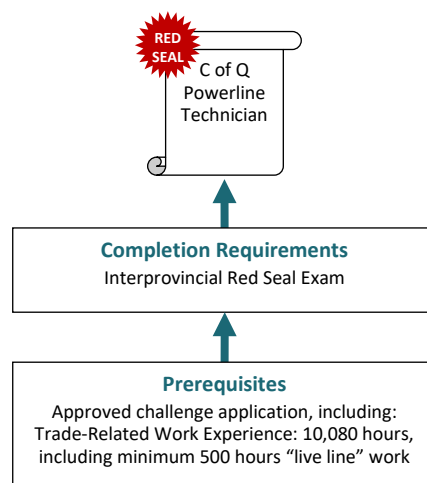 RED
SEAL
C of Q
Powerline
Technician
Completion Requirements
Interprovincial Red Seal Exam
Prerequisites
Approved challenge application, including:
Trade-Related Work Experience: 10,080 hours,
including minimum 500 hours “live line” work